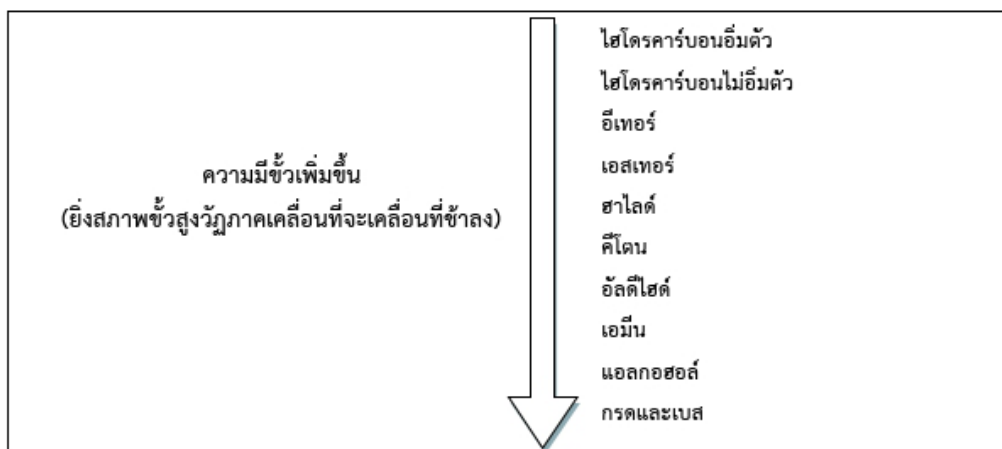 ความมีขั้วเพิ่มขึ้น
(ยิ่งสภาพขั้วสูงวัฏภาคเคลื่อนที่จะเคลื่อนที่ช้าลง)
ไฮโดรคาร์บอนอิ่มตัว
ไฮโดรคาร์บอนไม่อิ่มตัว
อีเทอร์
เอสเทอร์
ฮาไลด์
คีโตน
อัลดีไฮด์
เอมีน
แอลกอฮอล์
กรดและเบส